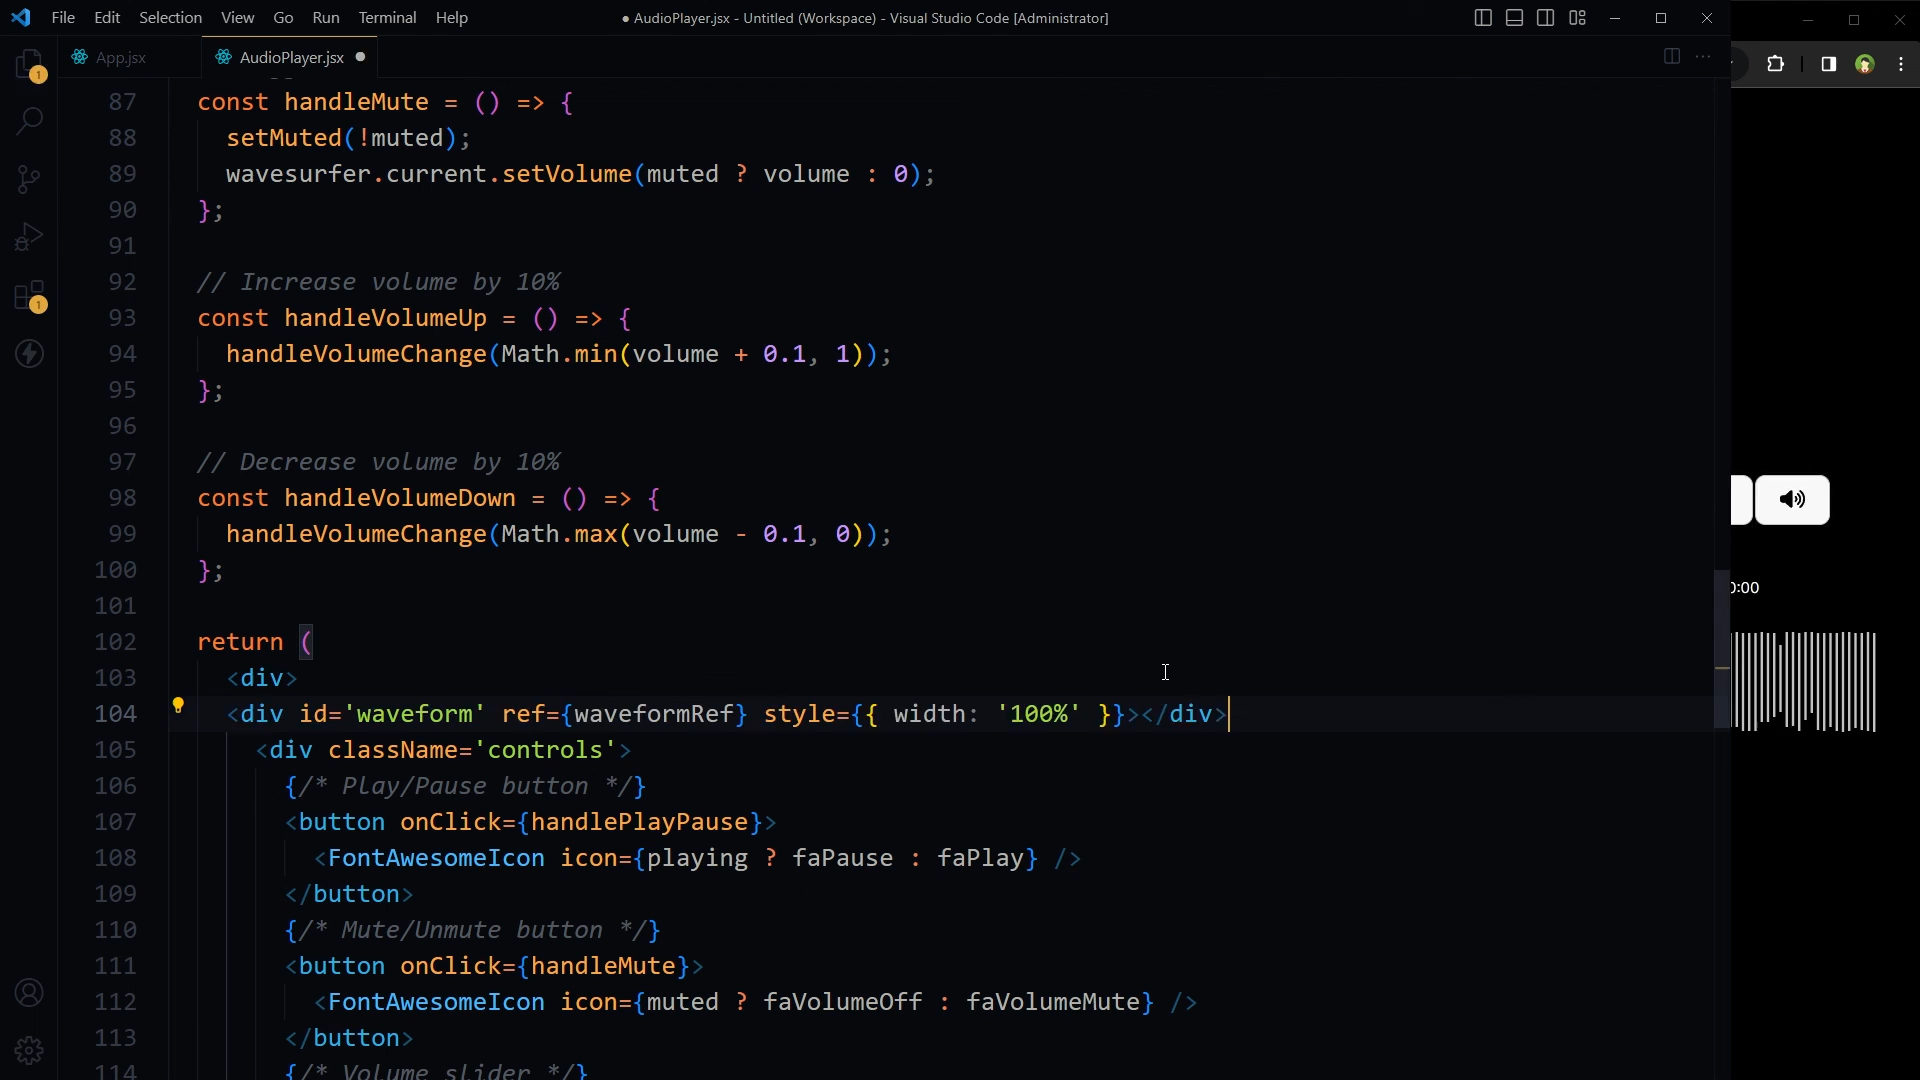 File Edit Selection View Go Run Terminal Help
● AudioPlayer.jsx - Untitled (Workspace) - Visual Studio Code [Administrator]
App.jsx
AudioPlayer.jsx ●
87 const handleMute = () => {
88 setMuted(!muted);
89 wavesurfer.current.setVolume(muted ? volume : 0);
90 };
91
92 // Increase volume by 10%
93 const handleVolumeUp = () => {
94 handleVolumeChange(Math.min(volume + 0.1, 1));
95 };
96
97 // Decrease volume by 10%
98 const handleVolumeDown = () => {
99 handleVolumeChange(Math.max(volume - 0.1, 0));
100 };
101
102 return (
103 <div>
104 <div id='waveform' ref={waveformRef} style={{ width: '100%' }}></div>
105 <div className='controls'>
106 {/* Play/Pause button */}
107 <button onClick={handlePlayPause}>
108 <FontAwesomeIcon icon={playing ? faPause : faPlay} />
109 </button>
110 {/* Mute/Unmute button */}
111 <button onClick={handleMute}>
112 <FontAwesomeIcon icon={muted ? faVolumeOff : faVolumeMute} />
113 </button>
114 {/* Volume slider */}
1
1
0:00